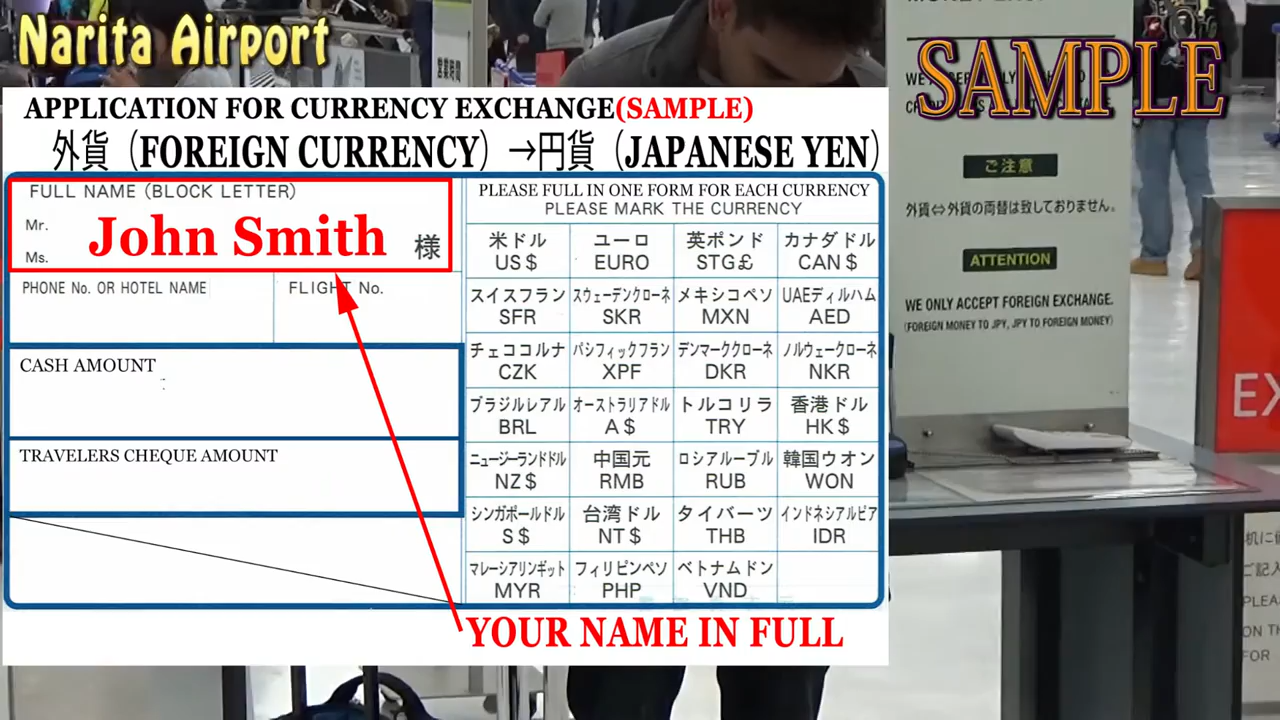 Narita Airport
SAMPLE
営業時間
APPLICATION FOR CURRENCY EXCHANGE(SAMPLE)
外貨（FOREIGN CURRENCY）→円貨（JAPANESE YEN）
FULL NAME (BLOCK LETTER)
Mr.
Ms.
John Smith
様
PHONE No. OR HOTEL NAME
FLIGHT No.
CASH AMOUNT
:
TRAVELERS CHEQUE AMOUNT
PLEASE FULL IN ONE FORM FOR EACH CURRENCY
PLEASE MARK THE CURRENCY
米ドル ユーロ 英ポンド カナダドル
US $ EURO STG£ CAN $
スイスフラン スウェーデンクローネ メキシコペソ UAEディルハム
SFR SKR MXN AED
チェココルナ パシフィックフラン デンマーククローネ ノルウェークローネ
CZK XPF DKR NKR
ブラジルレアル オーストラリアドル トルコリラ 香港ドル
BRL A $ TRY HK $
ニュージーランドドル 中国元 ロシアルーブル 韓国ウオン
NZ $ RMB RUB WON
シンガポールドル 台湾ドル タイバーツ インドネシアルピア
S $ NT $ THB IDR
マレーシアリンギット フィリピンペソ ベトナムドン
MYR PHP VND
YOUR NAME IN FULL
ご注意
外貨⇔外貨の両替は致しておりません。
ATTENTION
WE ONLY ACCEPT FOREIGN EXCHANGE.
(FOREIGN MONEY TO JPY, JPY TO FOREIGN MONEY)
EX
ご記入
PLEA
ON TH
FOR